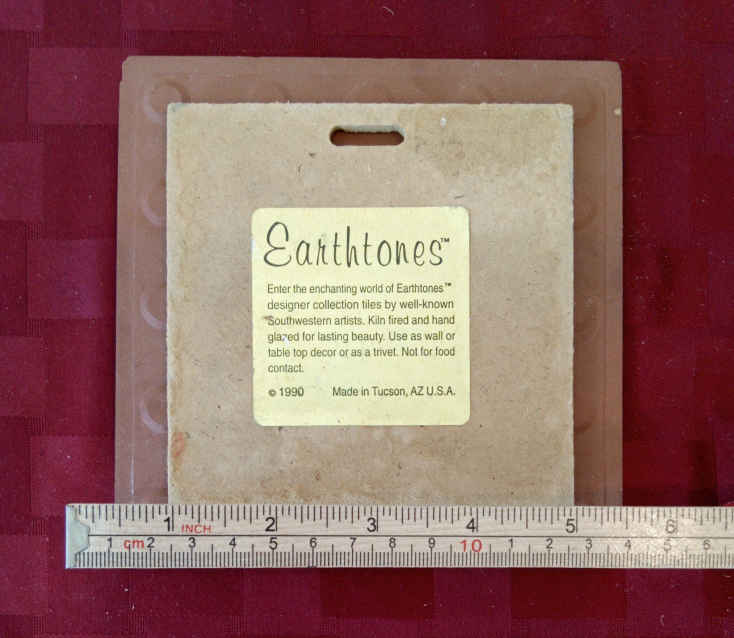 Earthtones™
Enter the enchanting world of Earthtones™
designer collection tiles by well-known
Southwestern artists. Kiln fired and hand
glazed for lasting beauty. Use as wall or
table top decor or as a trivet. Not for food
contact.
© 1990 Made in Tucson, AZ U.S.A.
1 INCH 2 3 4 5 6
1 cm 2 3 4 5 6 7 8 9 10 1 2 3 4 5 6